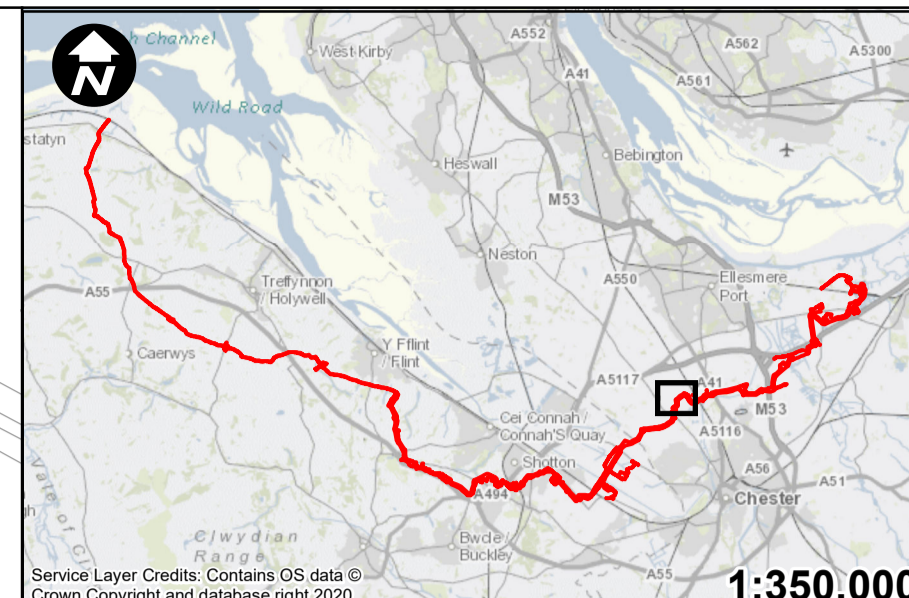 N
h Channel
West Kirby
A552
A41
A562
A561
A5300
Wild Road
statyn
Heswall
Bebington
M53
Neston
A550
Ellesmere
Port
Treffynnon
/ Holywell
A55
Caerwys
Y Fflint
/ Flint
A5117
A41
M53
Cei Connah /
Connah'S Quay
A5116
Shotton
A56
A51
A494
Chester
Vale of C
gh
Clwydian
Range
Bwcle /
Buckley
A55
Service Layer Credits: Contains OS data ©
Crown Copyright and database right 2020
1:350,000